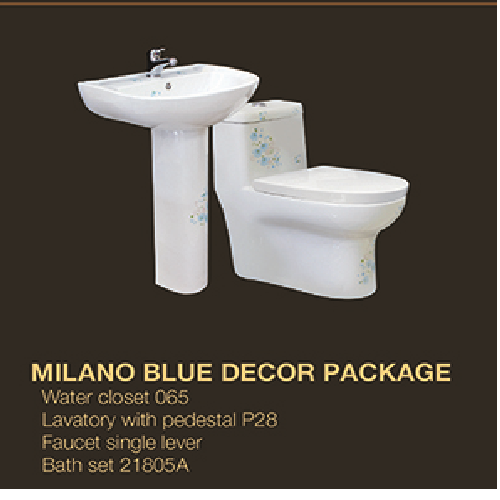 MILANO BLUE DECOR PACKAGE
Water closet 065
Lavatory with pedestal P28
Faucet single lever
Bath set 21805A